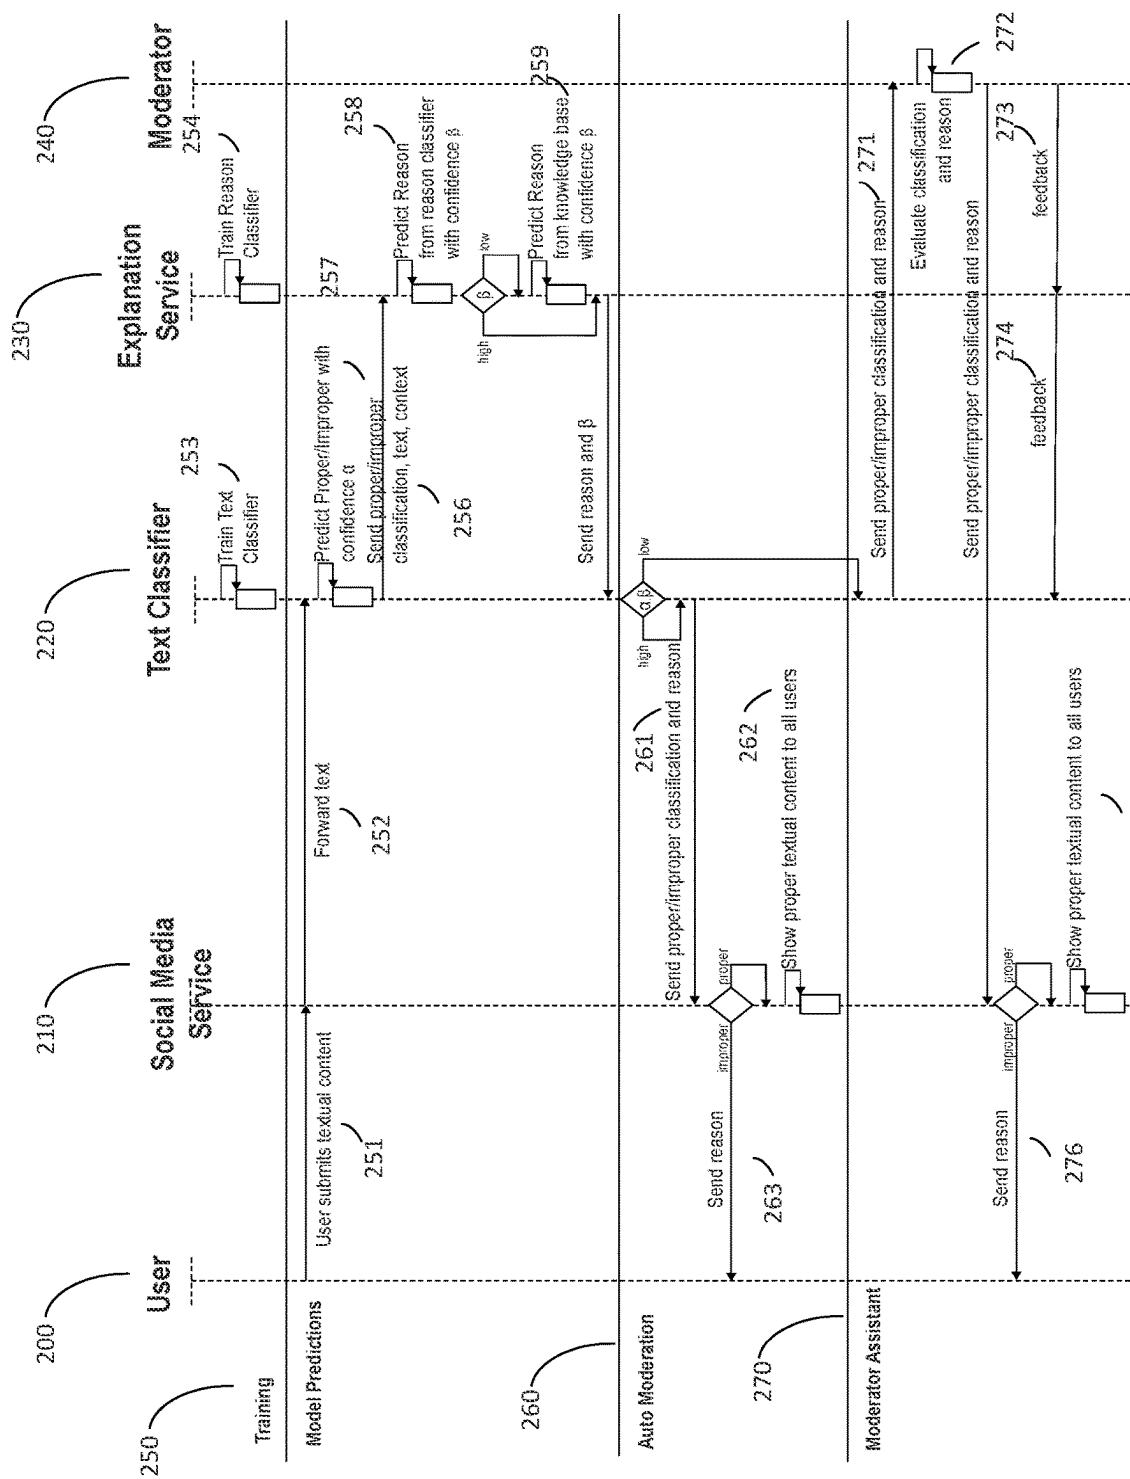 200
User
210
Social Media
Service
220
Text Classifier
230
Explanation
Service
240
Moderator
250
Training
253
Train Text
Classifier
254
Train Reason
Classifier
Model Predictions
User submits textual content
251
Forward text
252
Predict Proper/Improper with
confidence α
Send proper/improper
classification, text, context
256
257
Predict Reason
from reason classifier
with confidence β
258
β
high
low
Predict Reason
from knowledge base
with confidence β
259
Send reason and β
260
Auto Moderation
α β
high
low
Send proper/improper classification and reason
261
improper
proper
Send reason
263
Show proper textual content to all users
262
270
Moderator Assistant
Send proper/improper classification and reason
271
Evaluate classification
and reason
272
Send proper/improper classification and reason
273
feedback
274
feedback
improper
proper
Send reason
276
Show proper textual content to all users